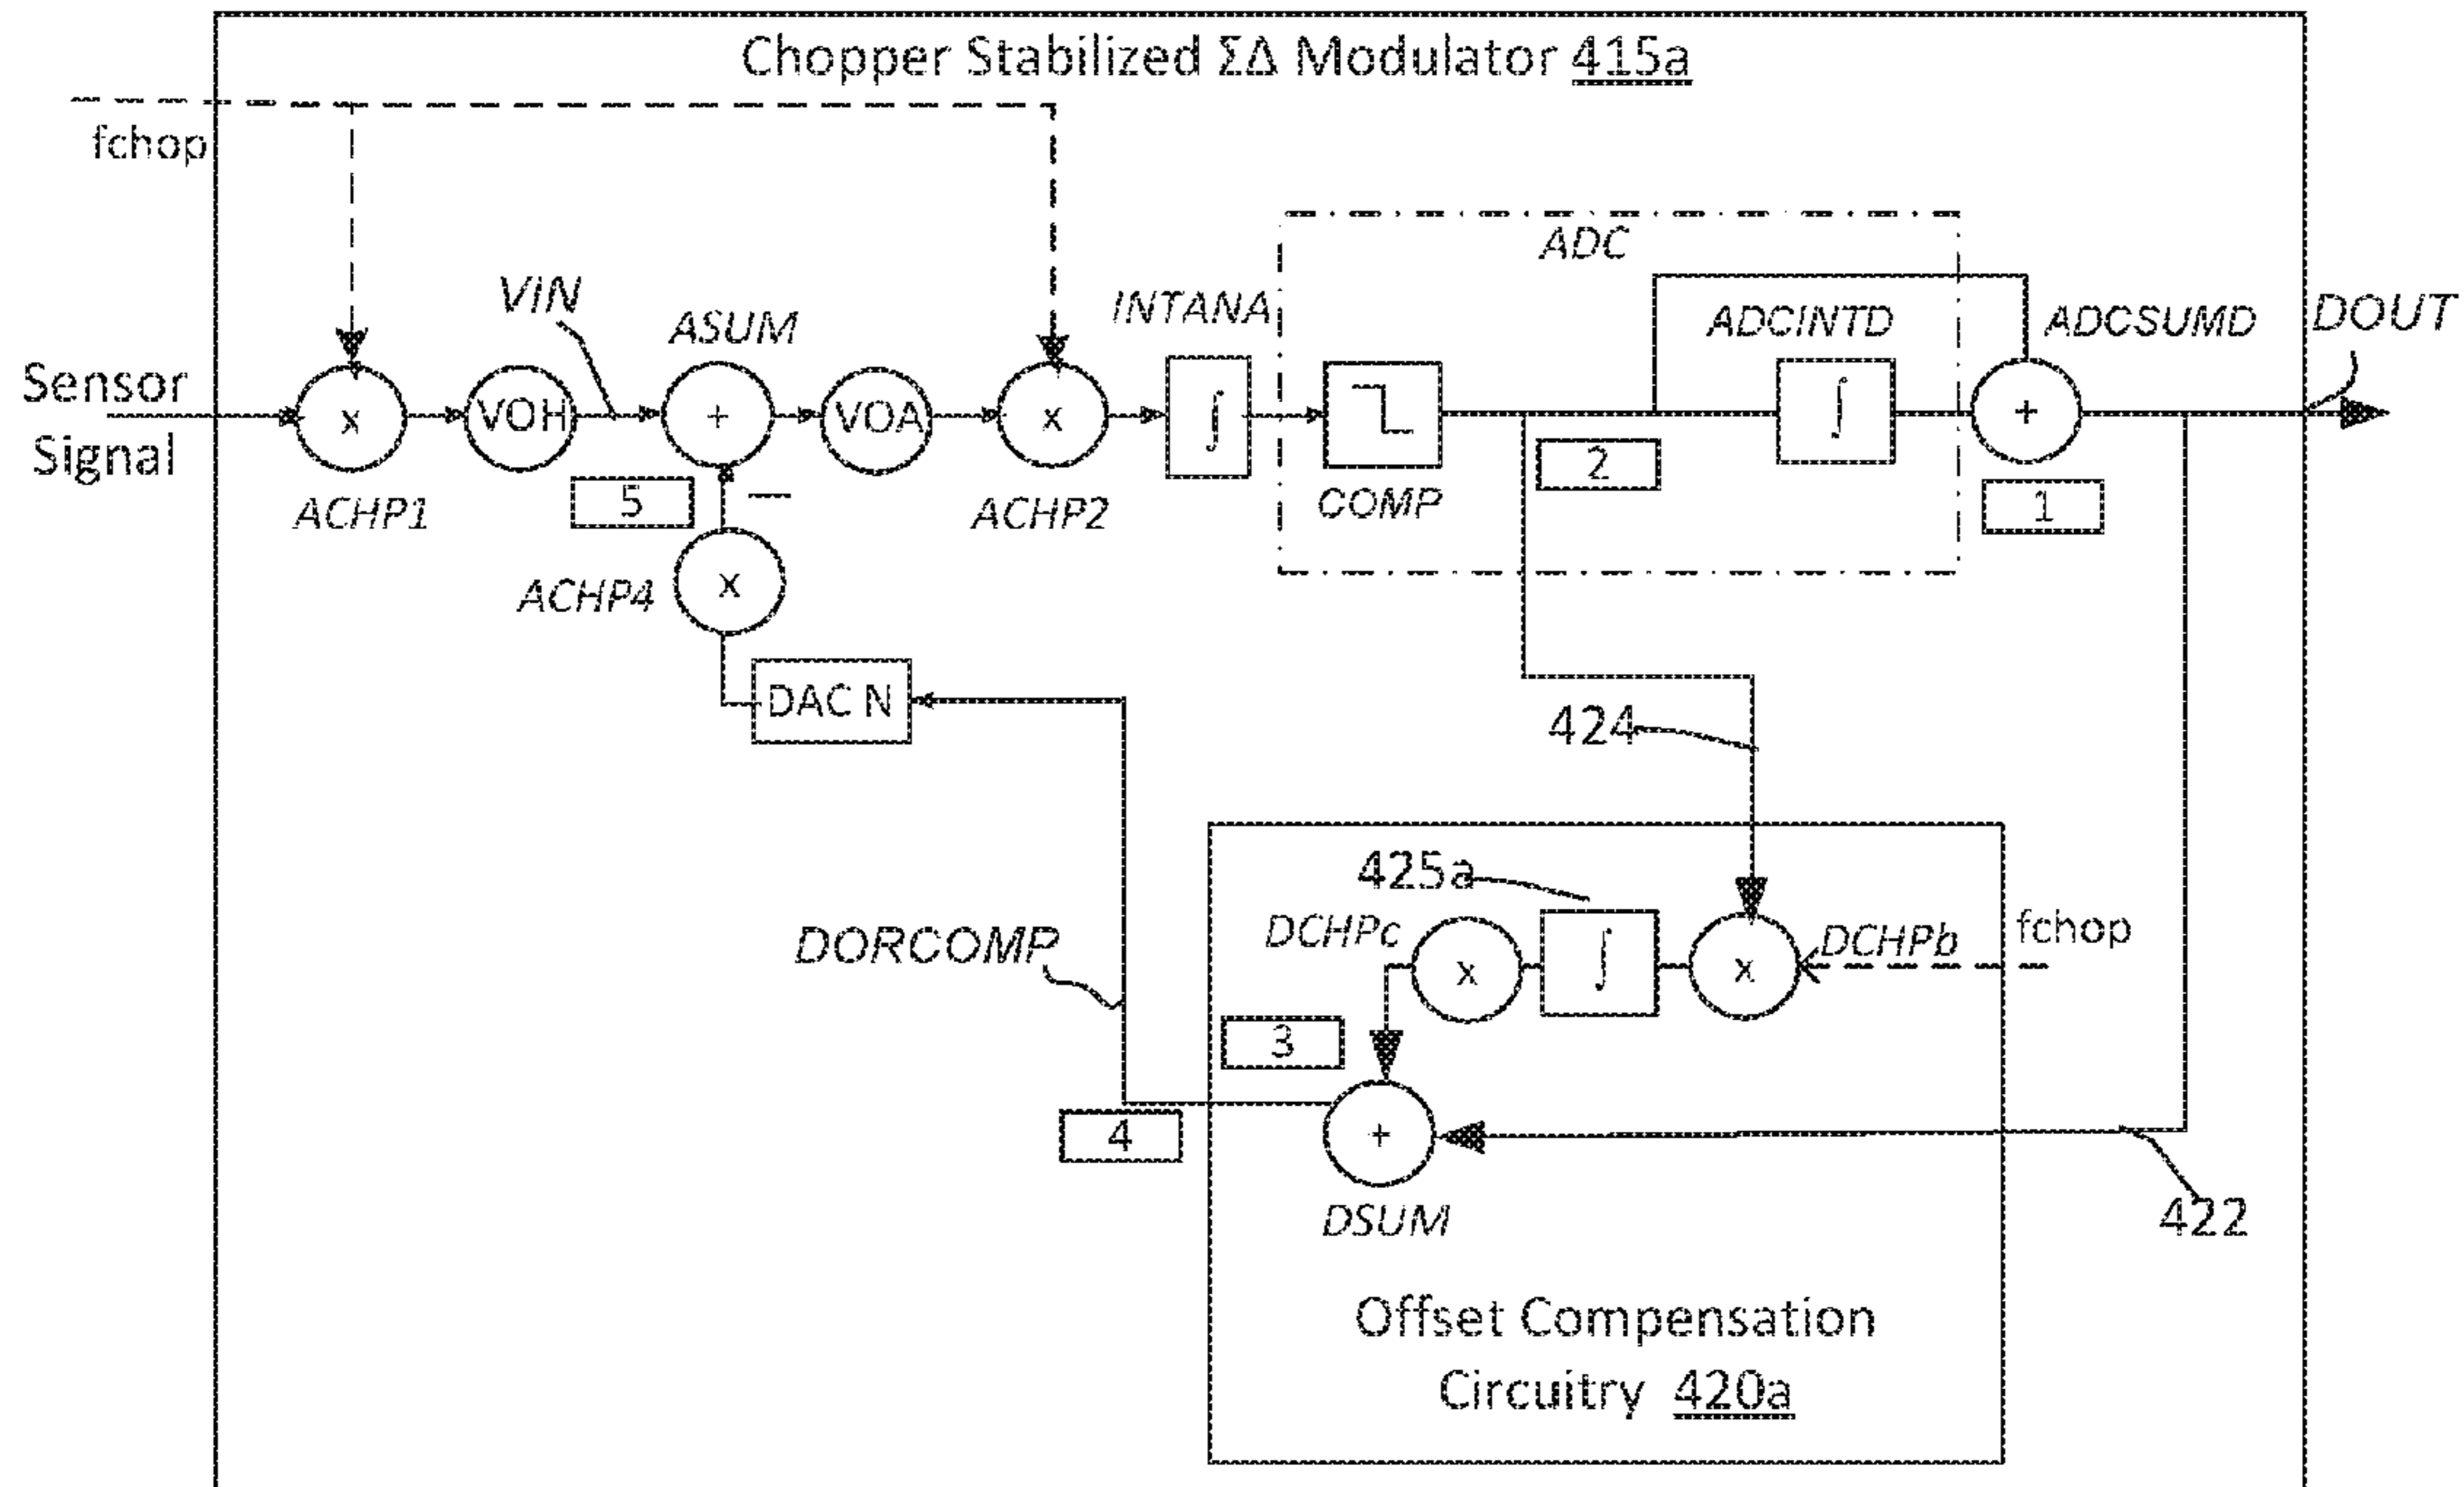 Chopper Stabilized ΣΔ Modulator 415a
fchop
ADC
VIN
ASUM
INTANA
ADCINTD
ADCSUMD
DOUT
Sensor
Signal
x
VOH
+
VOA
x
∫
∫
+
ACHP1
5
—
ACHP2
COMP
2
1
ACHP4
x
DAC N
424
425a
DCHPc
DCHPb
fchop
DORCOMP
x
∫
x
3
4
+
DSUM
422
Offset Compensation
Circuitry 420a